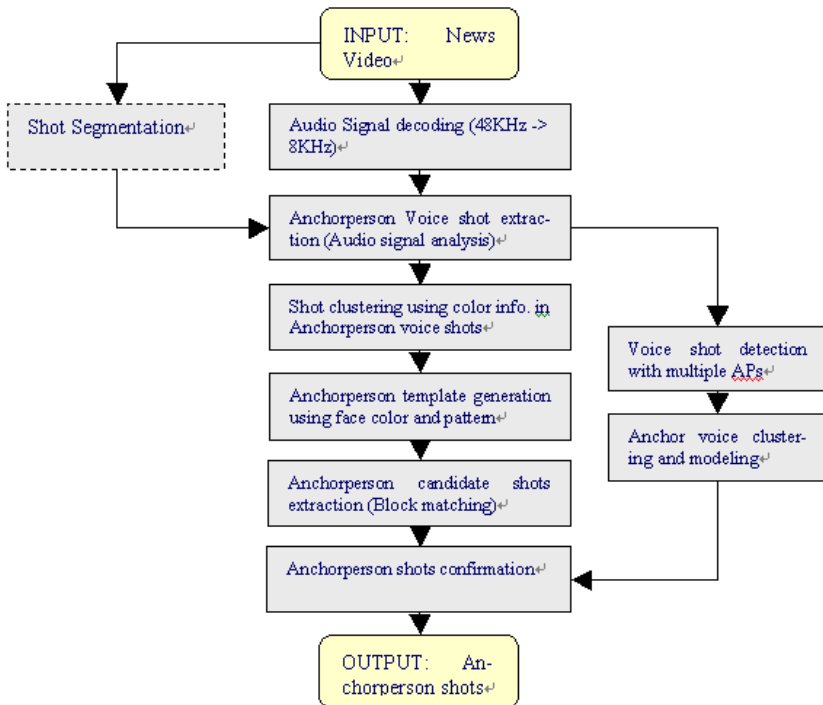 INPUT: News
Video↵
Shot Segmentation↵
Audio Signal decoding (48KHz ->
8KHz)↵
Anchorperson Voice shot extrac-
tion (Audio signal analysis)↵
Shot clustering using color info. in
Anchorperson voice shots↵
Voice shot detection
with multiple APs↵
Anchorperson template generation
using face color and pattern↵
Anchor voice cluster-
ing and modeling↵
Anchorperson candidate shots
extraction (Block matching)↵
Anchorperson shots confirmation↵
OUTPUT: An-
chorperson shots↵